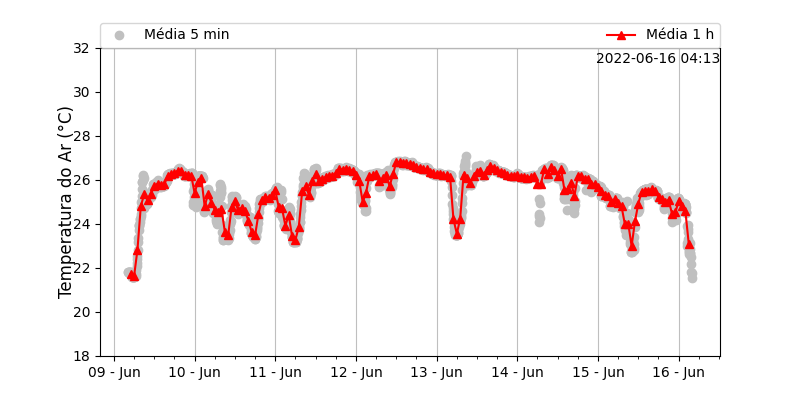 Média 5 min
Média 1 h
2022-06-16 04:13
Temperatura do Ar (°C)
32
30
28
26
24
22
20
18
09 - Jun
10 - Jun
11 - Jun
12 - Jun
13 - Jun
14 - Jun
15 - Jun
16 - Jun